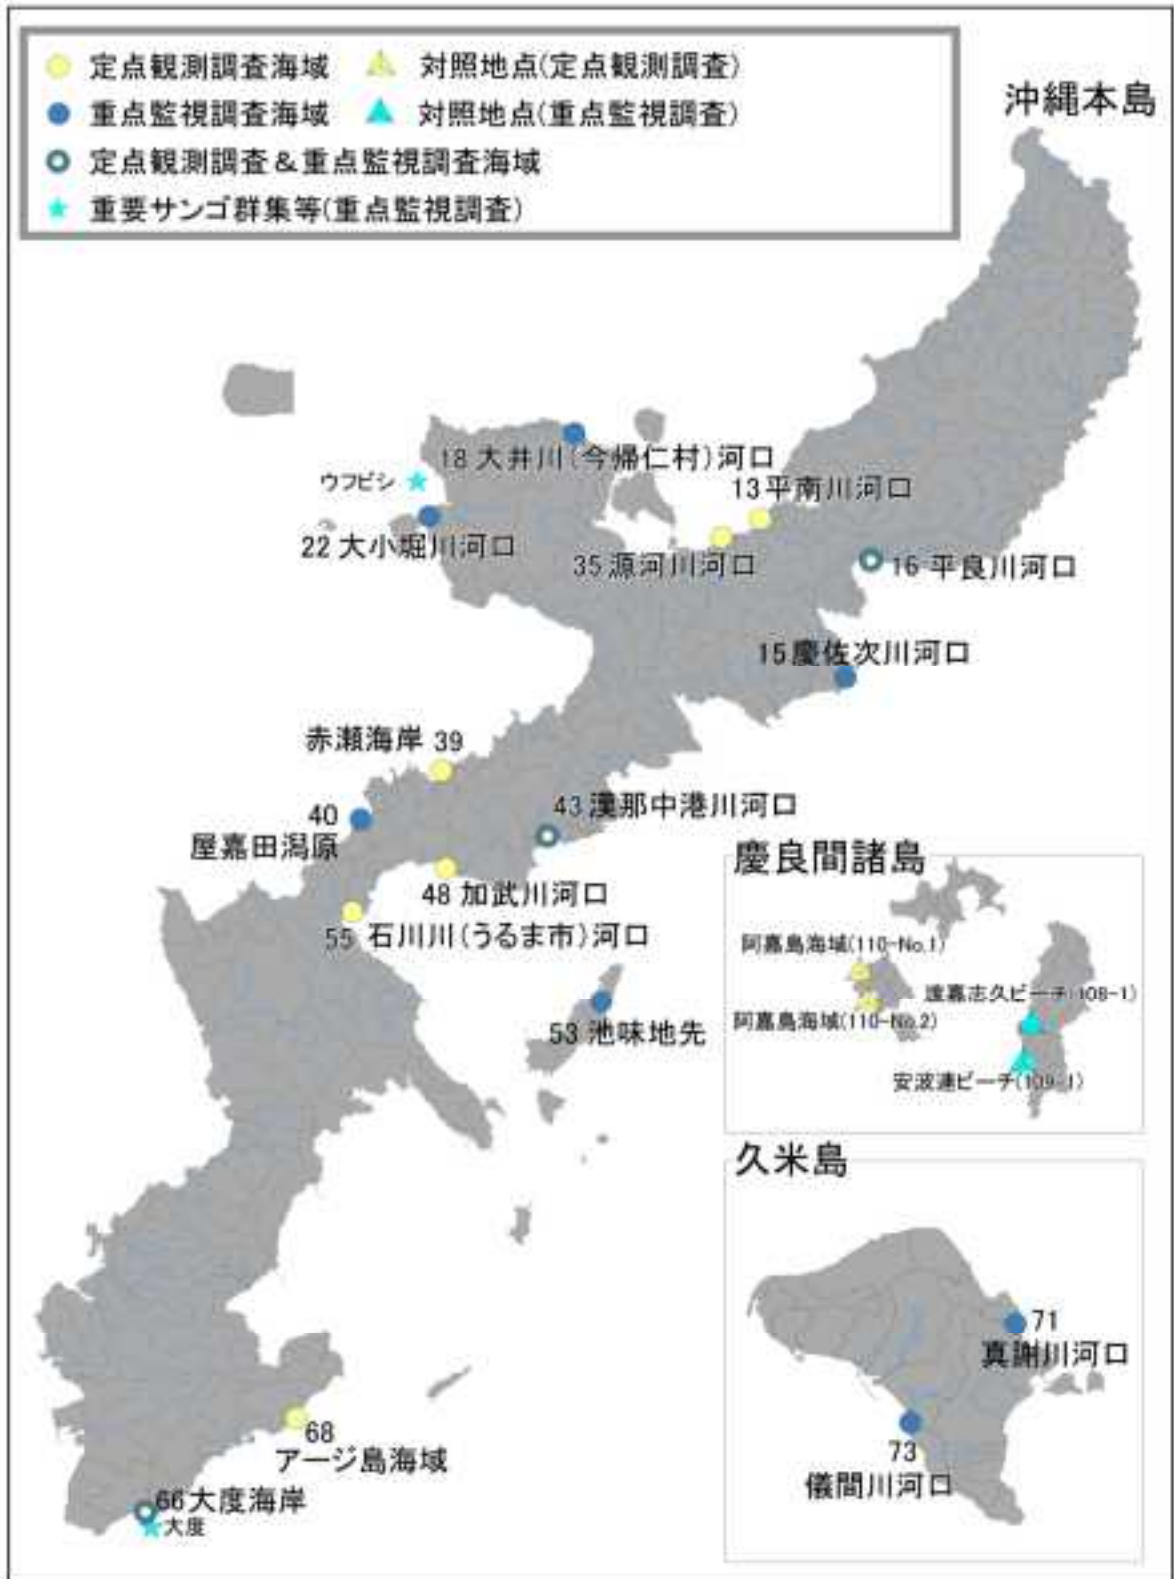 定点観測調査海域
対照地点(定点観測調査)
重点監視調査海域
対照地点(重点監視調査)
定点観測調査&重点監視調査海域
重要サンゴ群集等(重点監視調査)
沖縄本島
18 大井川(今帰仁村)河口
ウフビシ
13平南川河口
22 大小堀川河口
35源河川河口
16 平良川河口
15慶佐次川河口
赤瀬海岸 39
43 漢那中港川河口
40
屋嘉田潟原
48 加武川河口
55 石川川(うるま市)河口
53 池味地先
慶良間諸島
阿嘉島海域(110-No.1)
渡嘉志久ビーチ(108-1)
阿嘉島海域(110-No.2)
安波連ビーチ(109-1)
久米島
71
真謝川河口
73
儀間川河口
68
アージ島海域
66大度海岸
大度